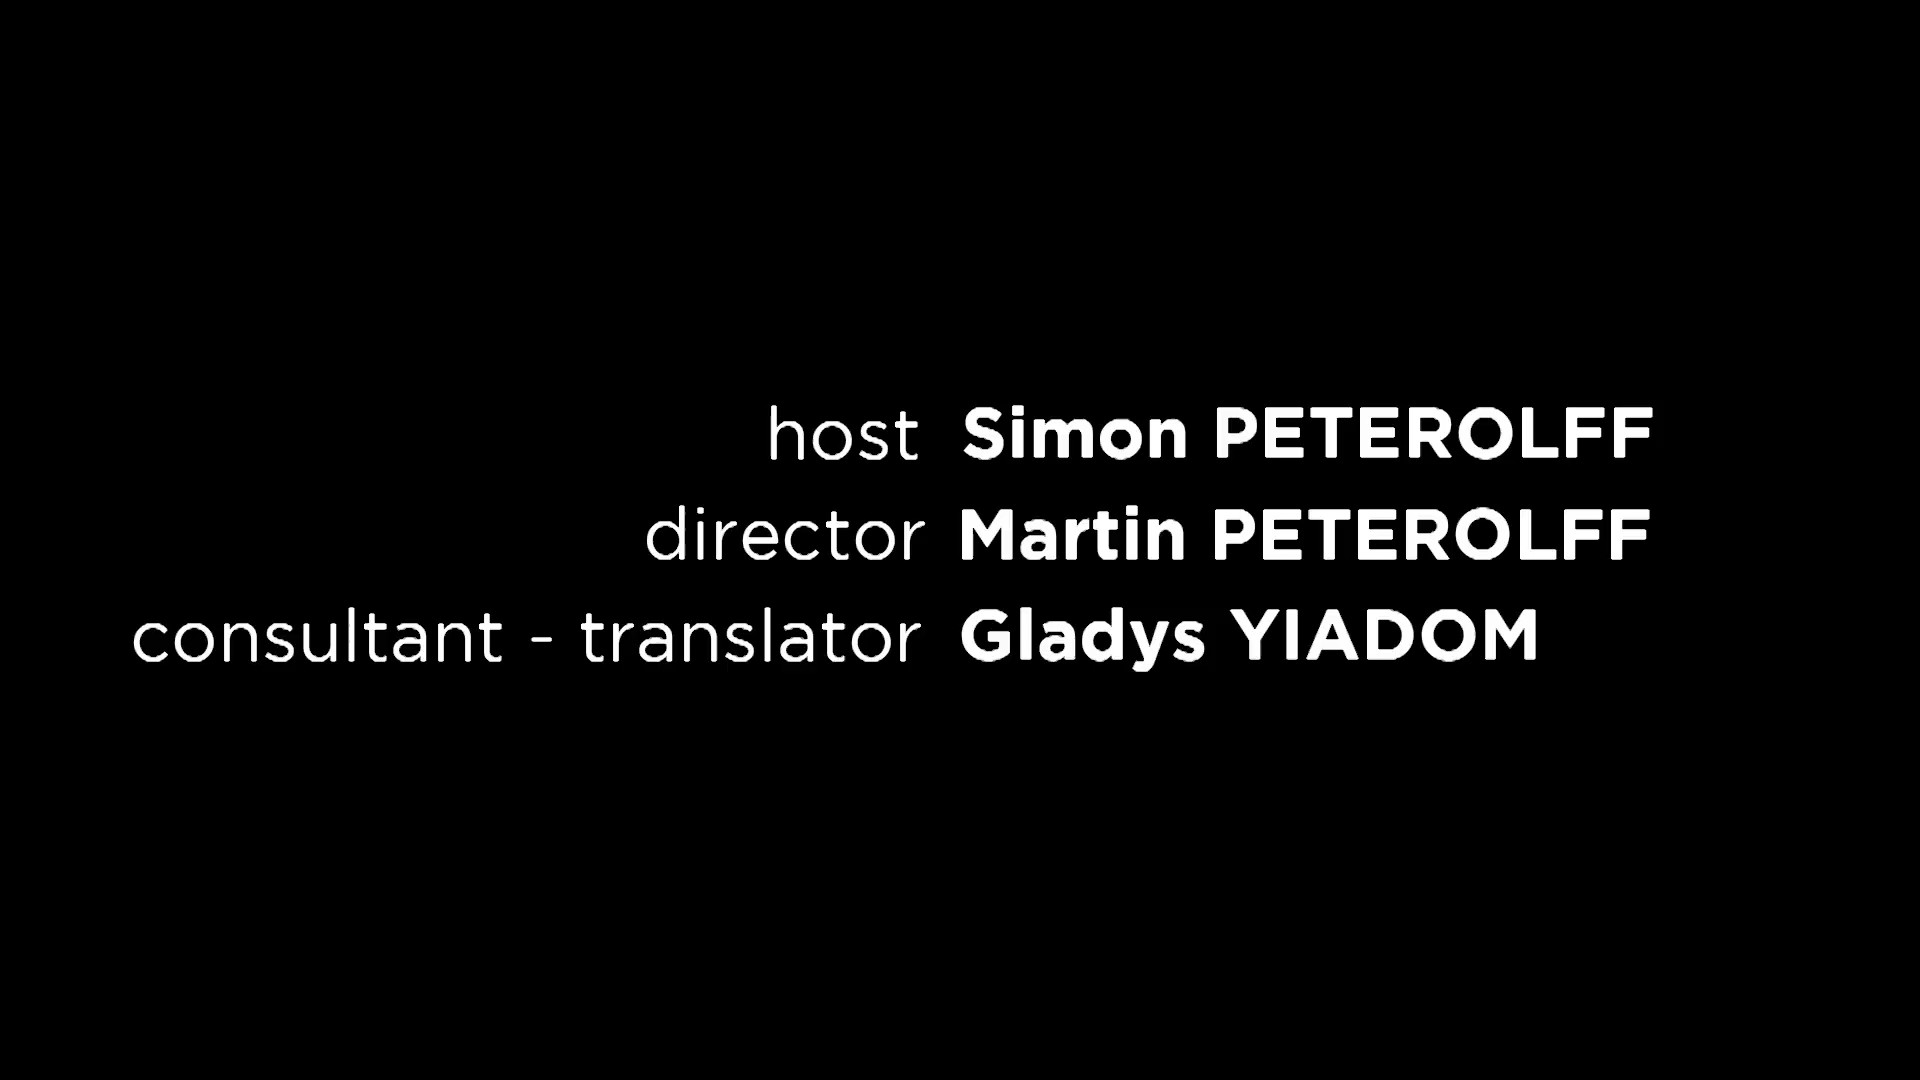 host Simon PETEROLFF
director Martin PETEROLFF
consultant - translator Gladys YIADOM